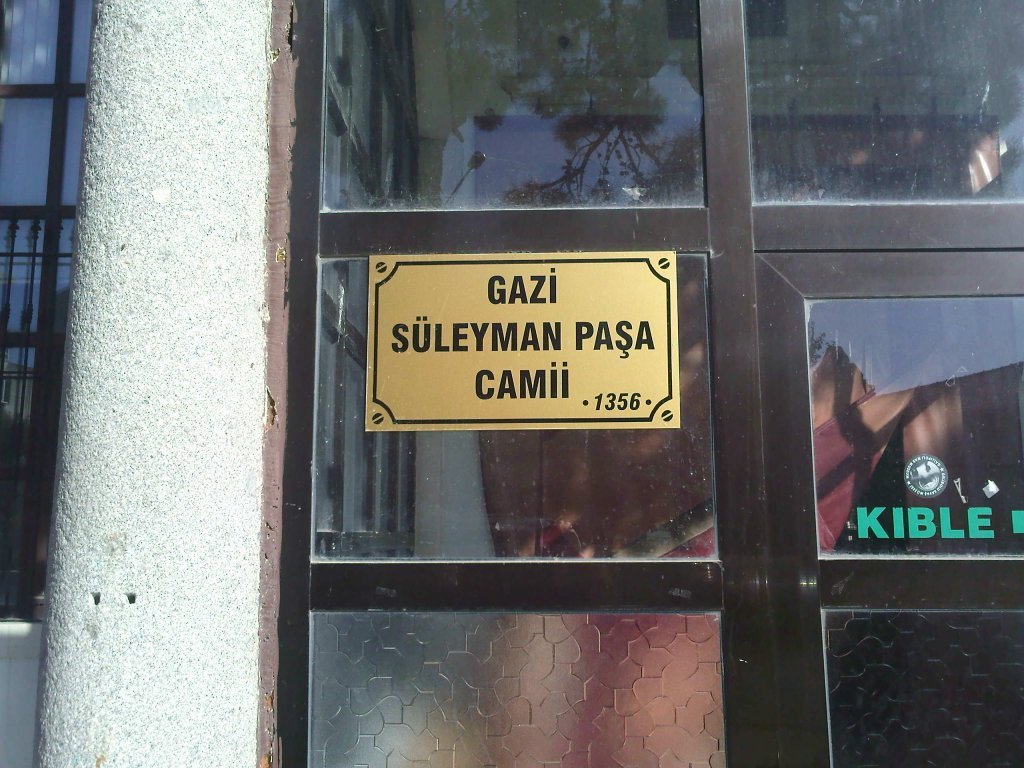 GAZİ
SÜLEYMAN PAŞA
CAMİİ
• 1356 •
KIBLE